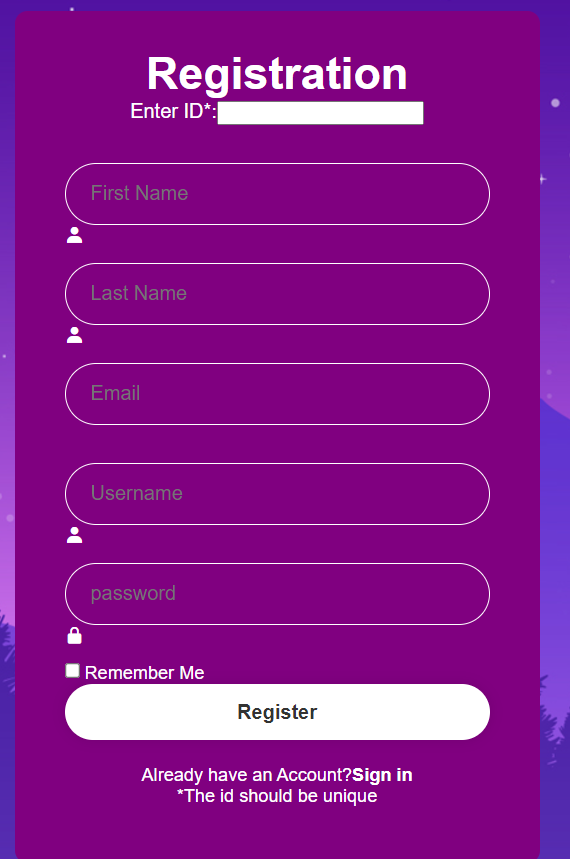 Registration
Enter ID*:
First Name
Last Name
Email
Username
password
Remember Me
Register
Already have an Account?Sign in
*The id should be unique